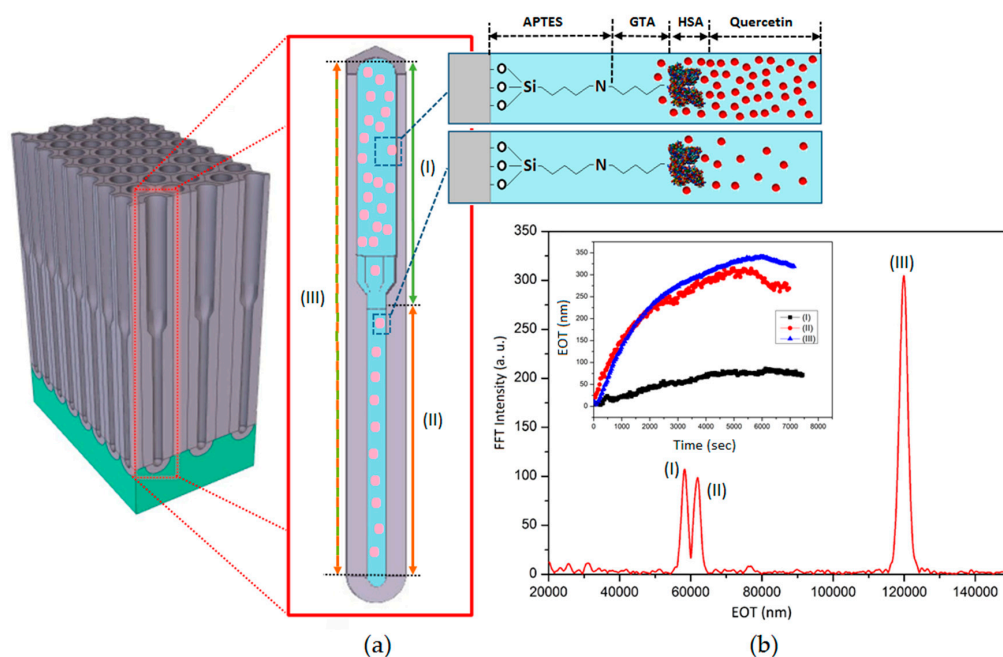 APTES GTA HSA Quercetin
O
O Si N
O
O
O Si N
O
(I)
(III)
(II)
(a)
350
300
250
200
150
100
50
0
FFT Intensity (a. u.)
20000 40000 60000 80000 100000 120000 140000
EOT (nm)
(I)
(II)
(III)
350
300
250
200
150
100
50
0
EOT (nm)
0 1000 2000 3000 4000 5000 6000 7000 8000
Time (sec)
(I)
(II)
(III)
(b)